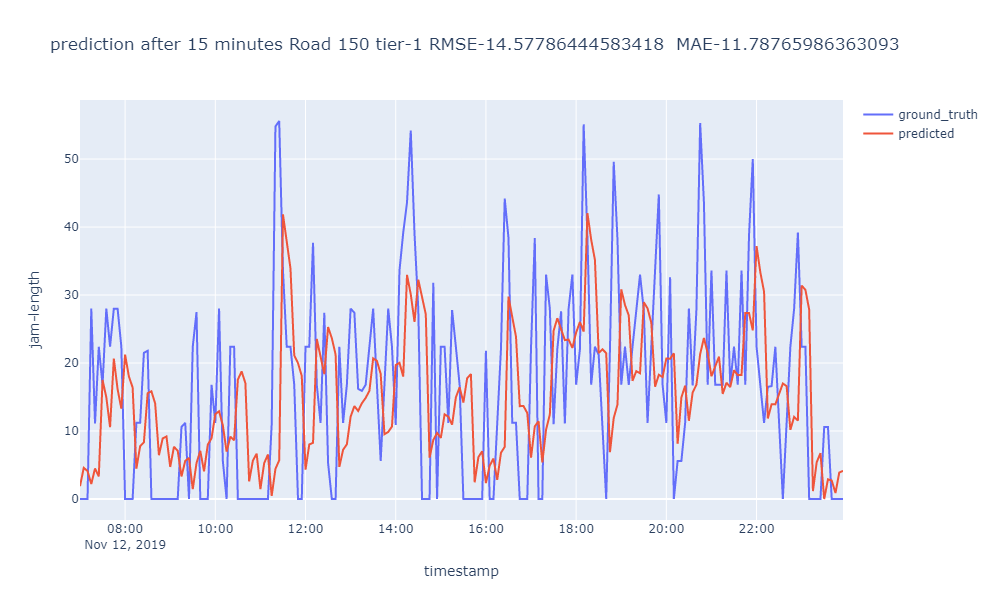 prediction after 15 minutes Road 150 tier-1 RMSE-14.57786444583418  MAE-11.78765986363093
ground_truth
predicted
50
40
30
20
10
0
jam-length
08:00 10:00 12:00 14:00 16:00 18:00 20:00 22:00
Nov 12, 2019
timestamp